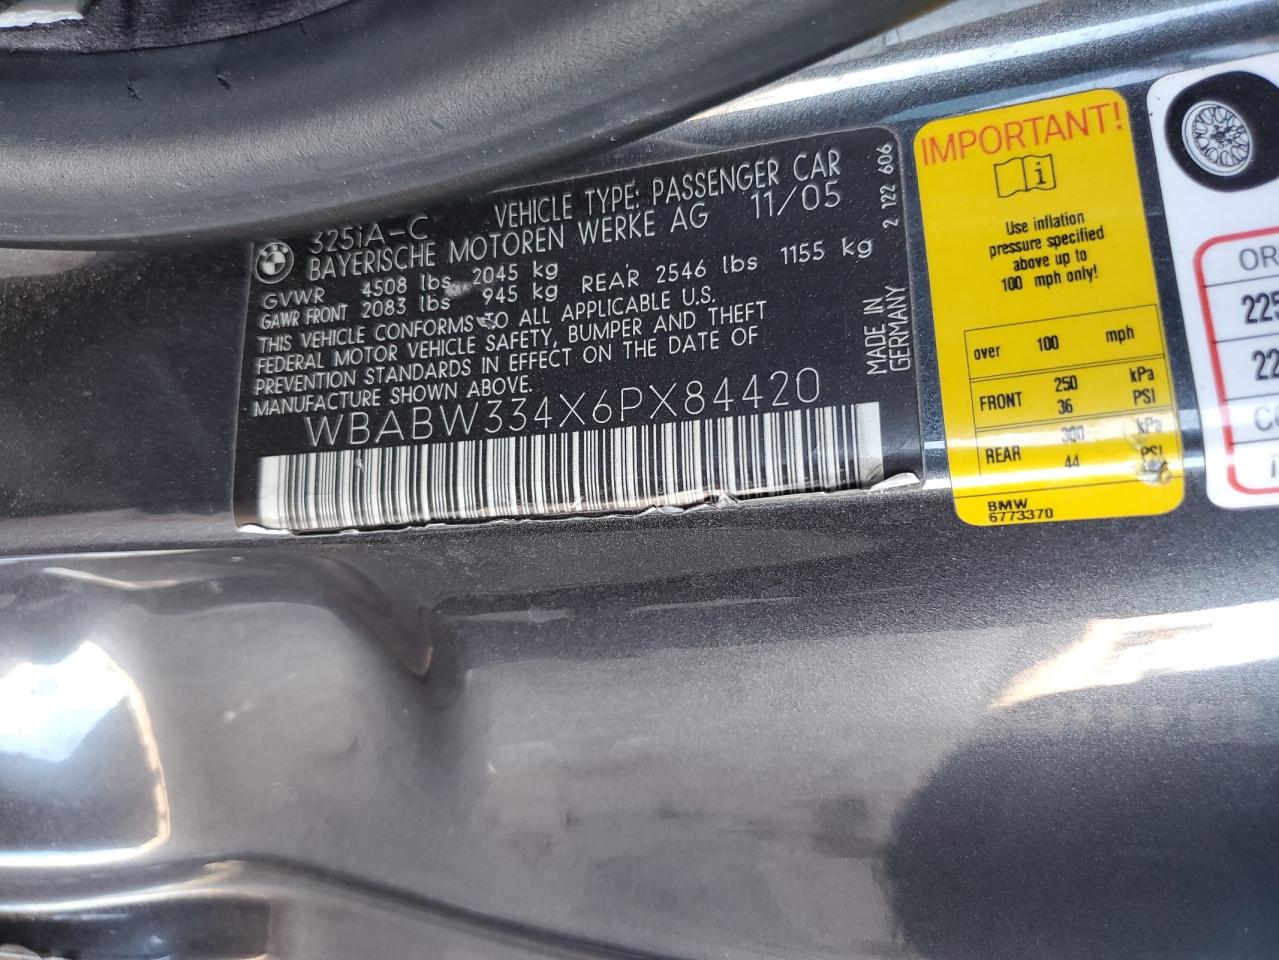 325iA-C VEHICLE TYPE: PASSENGER CAR
BAYERISCHE MOTOREN WERKE AG 11/05
GVWR 4508 lbs 2045 kg
GAWR FRONT 2083 lbs 945 kg REAR 2546 lbs 1155 kg
THIS VEHICLE CONFORMS TO ALL APPLICABLE U.S.
FEDERAL MOTOR VEHICLE SAFETY, BUMPER AND THEFT
PREVENTION STANDARDS IN EFFECT ON THE DATE OF
MANUFACTURE SHOWN ABOVE.
WBABW334X6PX84420
2 122 606
MADE IN
GERMANY
IMPORTANT!
i
Use inflation
pressure specified
above up to
100 mph only!
over 100 mph
FRONT 250 kPa
36 PSI
REAR 300 kPa
44 PSI
BMW
6773370
OR
225
22